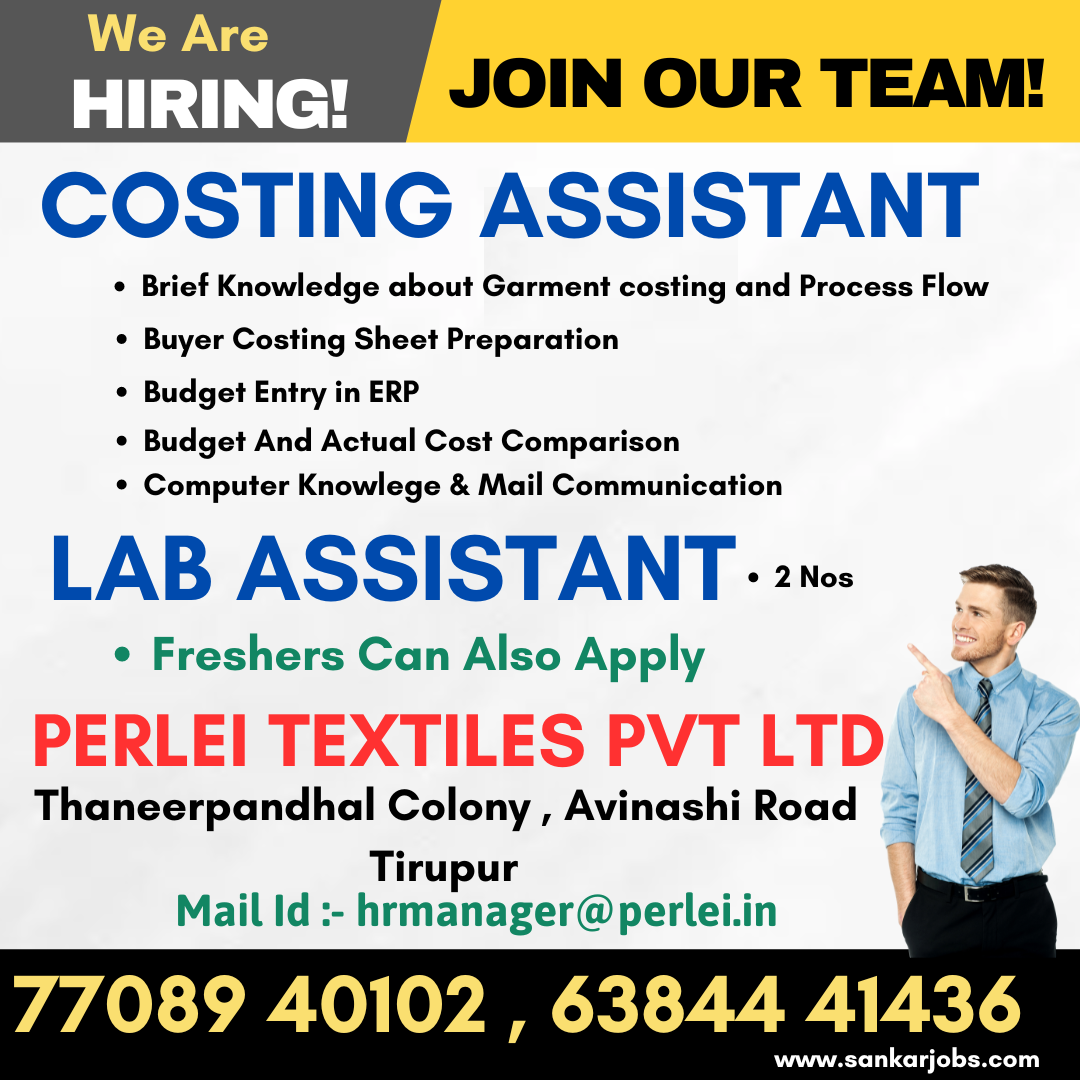 We Are
HIRING!
JOIN OUR TEAM!
COSTING ASSISTANT
• Brief Knowledge about Garment costing and Process Flow
• Buyer Costing Sheet Preparation
• Budget Entry in ERP
• Budget And Actual Cost Comparison
• Computer Knowlege & Mail Communication
LAB ASSISTANT • 2 Nos
• Freshers Can Also Apply
PERLEI TEXTILES PVT LTD
Thaneerpandhal Colony , Avinashi Road
Tirupur
Mail Id :- hrmanager@perlei.in
77089 40102 , 63844 41436
www.sankarjobs.com